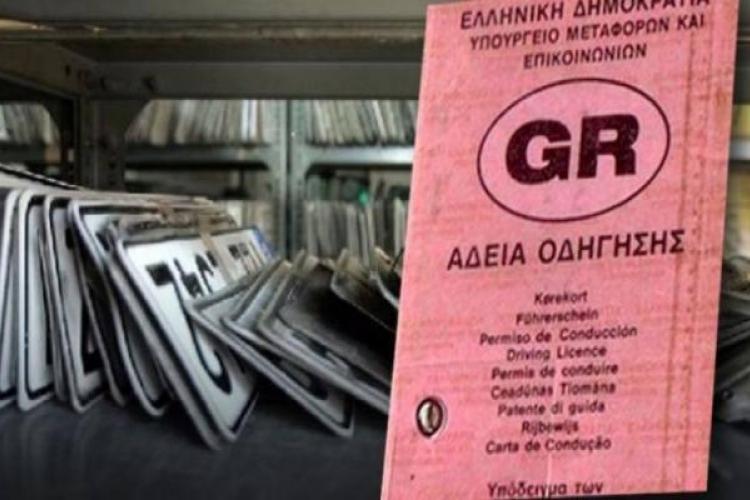 ΕΛΛΗΝΙΚΗ ΔΗΜΟΚΡΑΤΙΑ
ΥΠΟΥΡΓΕΙΟ ΜΕΤΑΦΟΡΩΝ ΚΑΙ
ΕΠΙΚΟΙΝΩΝΙΩΝ
GR
ΑΔΕΙΑ ΟΔΗΓΗΣΗΣ
Kørekort
Führerschein
Permiso de Conducción
Driving Licence
Permis de conduire
Ceadúnas Tiomána
Patente di guida
Rijbewijs
Carta de Condução
Υπόδειγμα των